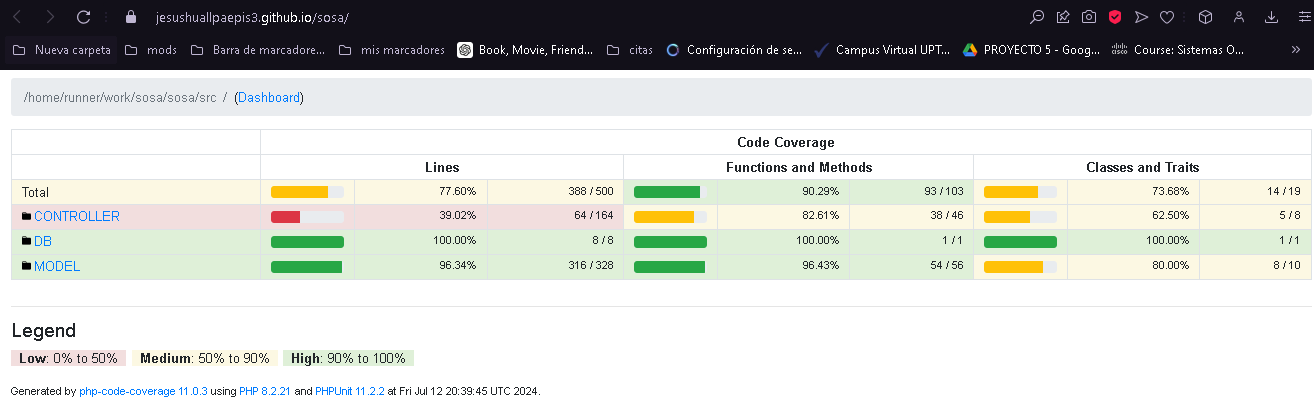 jesushuallpaepis3.github.io/sosa/
Nueva carpeta mods Barra de marcadore... mis marcadores Book, Movie, Friend... citas Configuración de se... Campus Virtual UPT... PROYECTO 5 - Goog... Course: Sistemas O... »
/home/runner/work/sosa/sosa/src / (Dashboard)
Code Coverage
Lines Functions and Methods Classes and Traits
Total 77.60% 388 / 500 90.29% 93 / 103 73.68% 14 / 19
CONTROLLER 39.02% 64 / 164 82.61% 38 / 46 62.50% 5 / 8
DB 100.00% 8 / 8 100.00% 1 / 1 100.00% 1 / 1
MODEL 96.34% 316 / 328 96.43% 54 / 56 80.00% 8 / 10
Legend
Low: 0% to 50% Medium: 50% to 90% High: 90% to 100%
Generated by php-code-coverage 11.0.3 using PHP 8.2.21 and PHPUnit 11.2.2 at Fri Jul 12 20:39:45 UTC 2024.